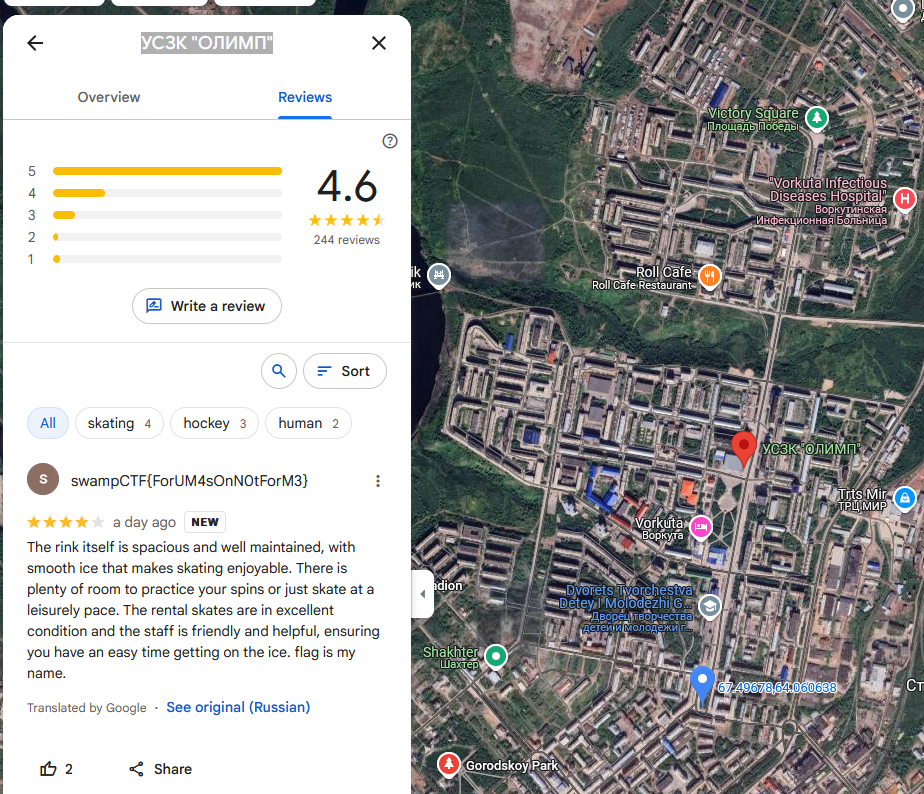 УСЗК "ОЛИМП"
Overview
Reviews
5
4
3
2
1
4.6
244 reviews
Write a review
Sort
All
skating 4
hockey 3
human 2
S
swampCTF{ForUM4sOnN0tForM3}
a day ago NEW
The rink itself is spacious and well maintained, with
smooth ice that makes skating enjoyable. There is
plenty of room to practice your spins or just skate at a
leisurely pace. The rental skates are in excellent
condition and the staff is friendly and helpful, ensuring
you have an easy time getting on the ice. flag is my
name.
Translated by Google · See original (Russian)
2
Share
Victory Square
Площадь Победы
"Vorkuta Infectious
Diseases Hospital"
Воркутинская
Инфекционная Больница
H
ik
ик
Roll Cafe
Roll Cafe Restaurant
УСЗК "ОЛИМП"
Trts Mir
ТРЦ МИР
Vorkuta
Воркута
adion
Dvorets Tvorchestva
Detey I Molodezhi G...
Дворец творчества
детей и молодежи г...
Shakhter
Шахтер
67.49678,64.060638
Ст
Gorodskoy Park